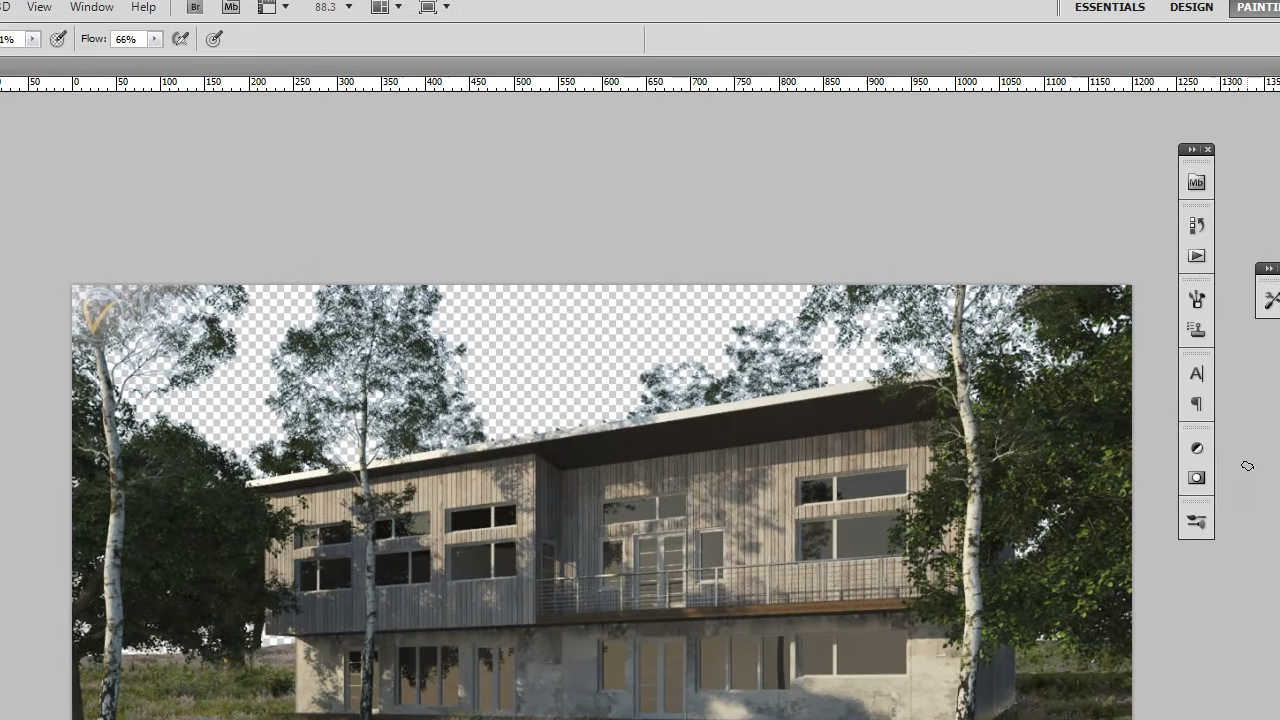 3D View Window Help Br Mb 88.3 ESSENTIALS DESIGN
1% Flow: 66%
50 0 50 100 150 200 250 300 350 400 450 500 550 600 650 700 750 800 850 900 950 1000 1050 1100 1150 1200 1250 1300
Mb
A